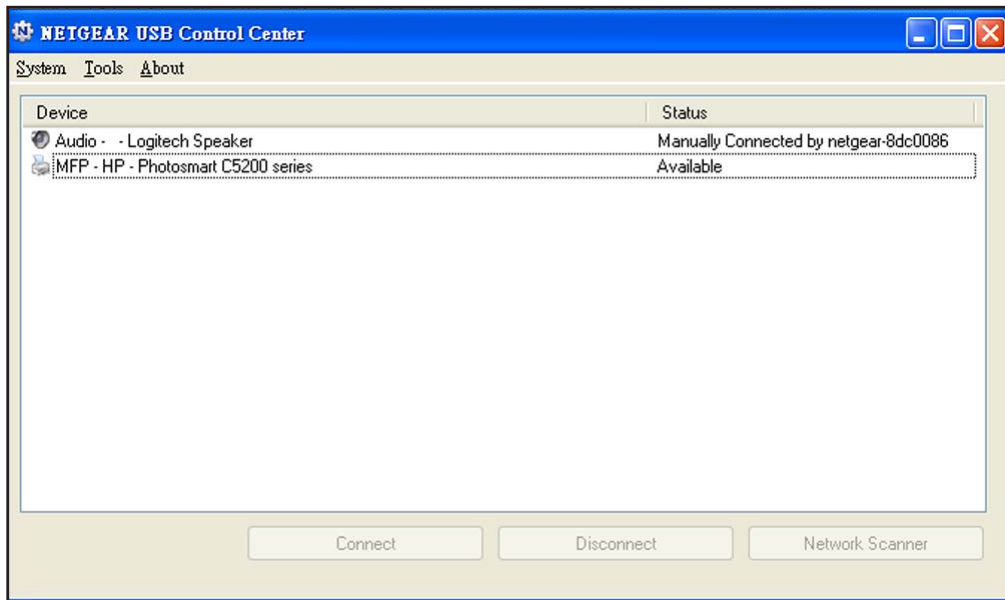 NETGEAR USB Control Center
System Tools About
Device Status
Audio - - Logitech Speaker Manually Connected by netgear-8dc0086
MFP - HP - Photosmart C5200 series Available
Connect Disconnect Network Scanner